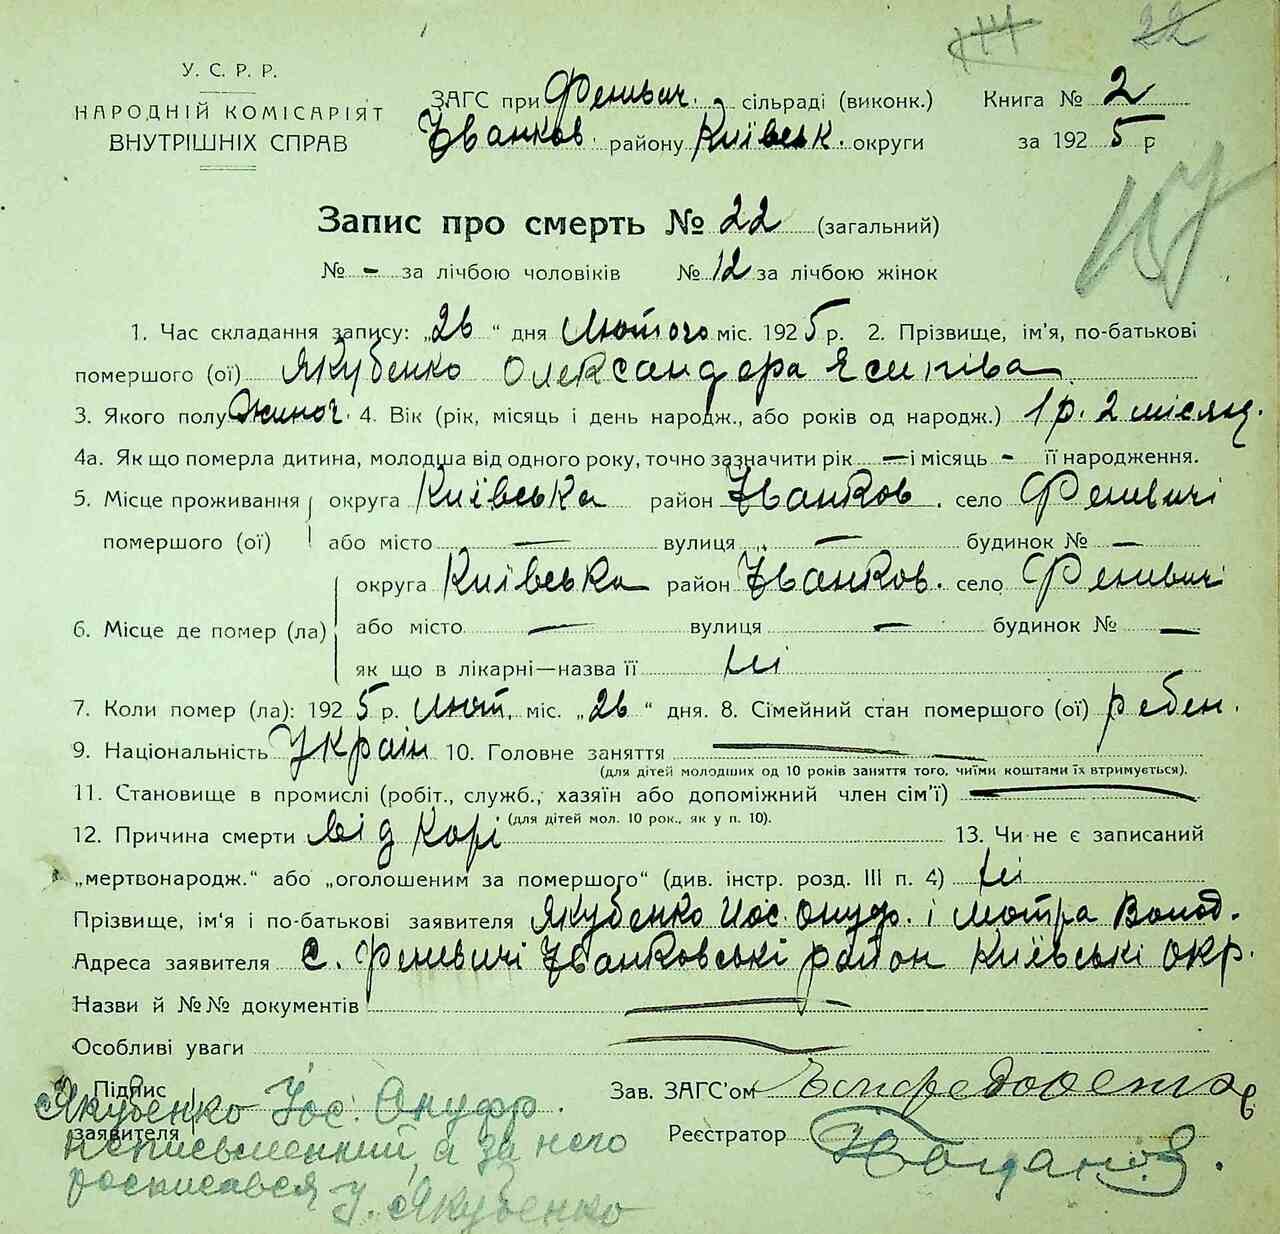 22
У. С. Р. Р.
НАРОДНІЙ КОМІСАРІЯТ
ВНУТРІШНІХ СПРАВ
ЗАГС при Феневич. сільраді (виконк.)
Іванков. району Київськ. округи
Книга № 2
за 1925 р
Запис про смерть № 22 (загальний)
№ - за лічбою чоловіків № 12 за лічбою жінок
1. Час складання запису: „26“ дня Лютого міс. 1925 р. 2. Прізвище, ім'я, по-батькові
помершого (ої) Якубенко Олександера
3. Якого полу Жиноч. 4. Вік (рік, місяць і день народж., або років од народж.) 1 р. 2 місяц.
4а. Як що померла дитина, молодша від одного року, точно зазначити рік — і місяць - її народження.
5. Місце проживання округа Київська район Іванков. село Феневичі
помершого (ої) або місто — вулиця — будинок № —
округа Київська район Іванков. село Феневичі
6. Місце де помер (ла) або місто — вулиця — будинок № —
як що в лікарні—назва її Ні
7. Коли помер (ла): 1925 р. Лют. міс. „26“ дня. 8. Сімейний стан помершого (ої) ребен.
9. Національність Україн 10. Головне заняття —
(для дітей молодших од 10 років заняття того, чиїми коштами їх втримується).
11. Становище в промислі (робіт., служб., хазяїн або допоміжний член сім'ї) —
(для дітей мол. 10 рок., як у п. 10).
12. Причина смерти від корі 13. Чи не є записаний
„мертвонародж.“ або „оголошеним за помершого“ (див. інстр. розд. III п. 4) Ні
Прізвище, ім'я і по-батькові заявителя Якубенко Иос. Онуф. і Мотра Волод.
Адреса заявителя с. Феневичі Іванковські район Київські окр.
Назви й №№ документів —
Особливі уваги —
Підпис
заявителя
Якубенко Іос. Онуфр.
неписьменний, а за него
росписався У. Якубенко
Зав. ЗАГС'ом
Реєстратор